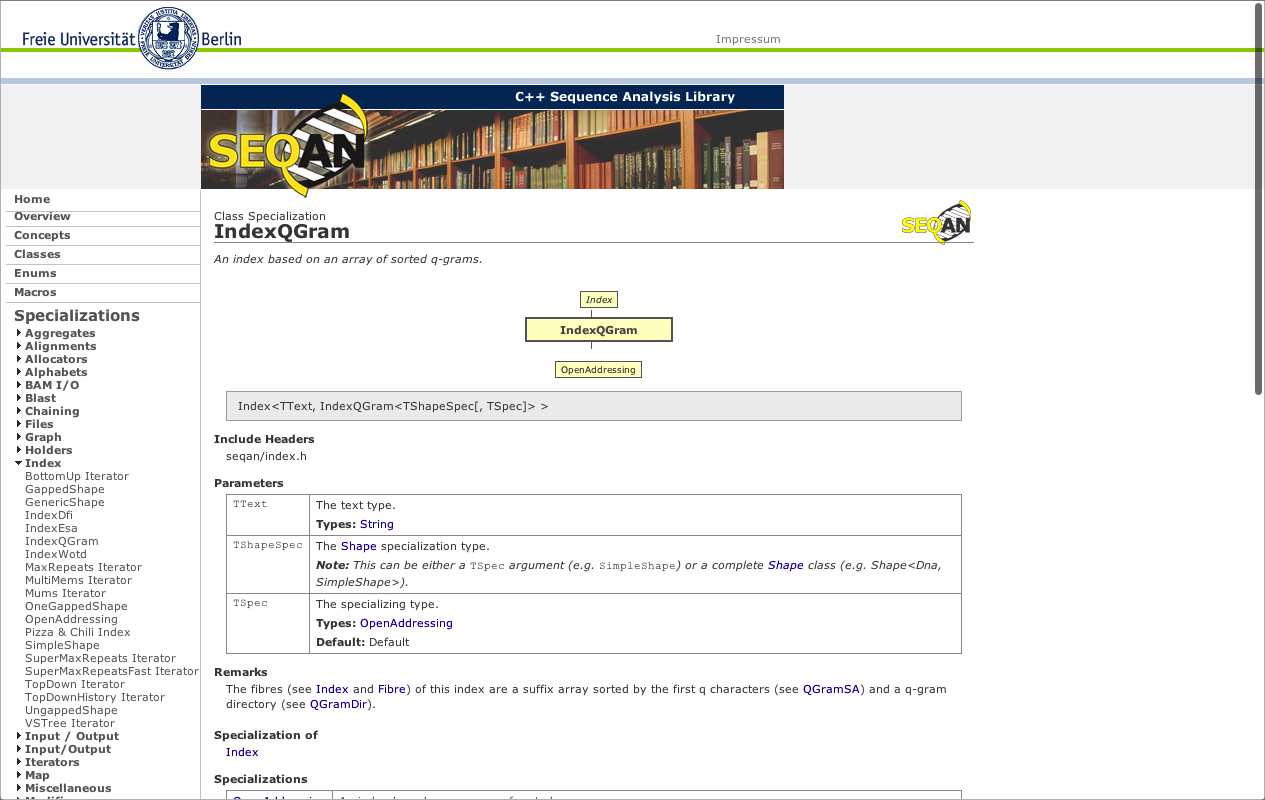 Freie Universität Berlin
Impressum
C++ Sequence Analysis Library
SEQAN
Home
Overview
Concepts
Classes
Enums
Macros
Specializations
Aggregates
Alignments
Allocators
Alphabets
BAM I/O
Blast
Chaining
Files
Graph
Holders
Index
BottomUp Iterator
GappedShape
GenericShape
IndexDfi
IndexEsa
IndexQGram
IndexWotd
MaxRepeats Iterator
MultiMems Iterator
Mums Iterator
OneGappedShape
OpenAddressing
Pizza & Chili Index
SimpleShape
SuperMaxRepeats Iterator
SuperMaxRepeatsFast Iterator
TopDown Iterator
TopDownHistory Iterator
UngappedShape
VSTree Iterator
Input / Output
Input/Output
Iterators
Map
Miscellaneous
Class Specialization
IndexQGram
SEQAN
An index based on an array of sorted q-grams.
Index
IndexQGram
OpenAddressing
Index<TText, IndexQGram<TShapeSpec[, TSpec]> >
Include Headers
seqan/index.h
Parameters
TText
The text type.
Types: String
TShapeSpec
The Shape specialization type.
Note: This can be either a TSpec argument (e.g. SimpleShape) or a complete Shape class (e.g. Shape<Dna,
SimpleShape>).
TSpec
The specializing type.
Types: OpenAddressing
Default: Default
Remarks
The fibres (see Index and Fibre) of this index are a suffix array sorted by the first q characters (see QGramSA) and a q-gram
directory (see QGramDir).
Specialization of
Index
Specializations